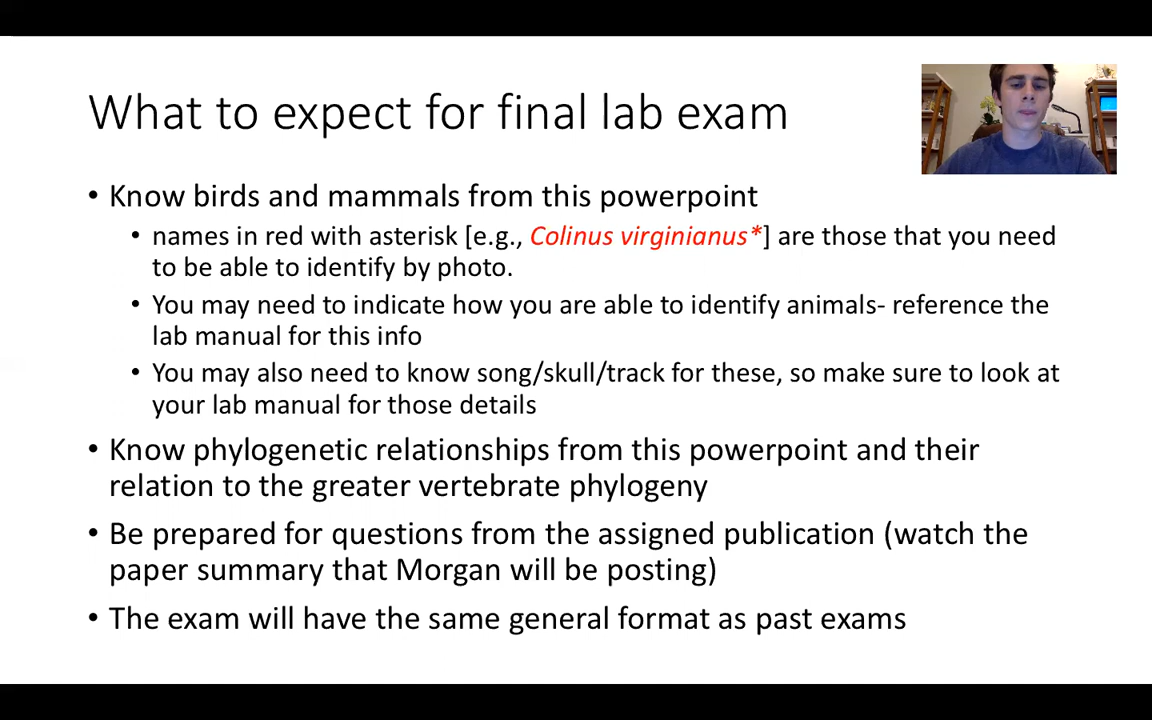 What to expect for final lab exam
• Know birds and mammals from this powerpoint
• names in red with asterisk [e.g., Colinus virginianus*] are those that you need
to be able to identify by photo.
• You may need to indicate how you are able to identify animals- reference the
lab manual for this info
• You may also need to know song/skull/track for these, so make sure to look at
your lab manual for those details
• Know phylogenetic relationships from this powerpoint and their
relation to the greater vertebrate phylogeny
• Be prepared for questions from the assigned publication (watch the
paper summary that Morgan will be posting)
• The exam will have the same general format as past exams